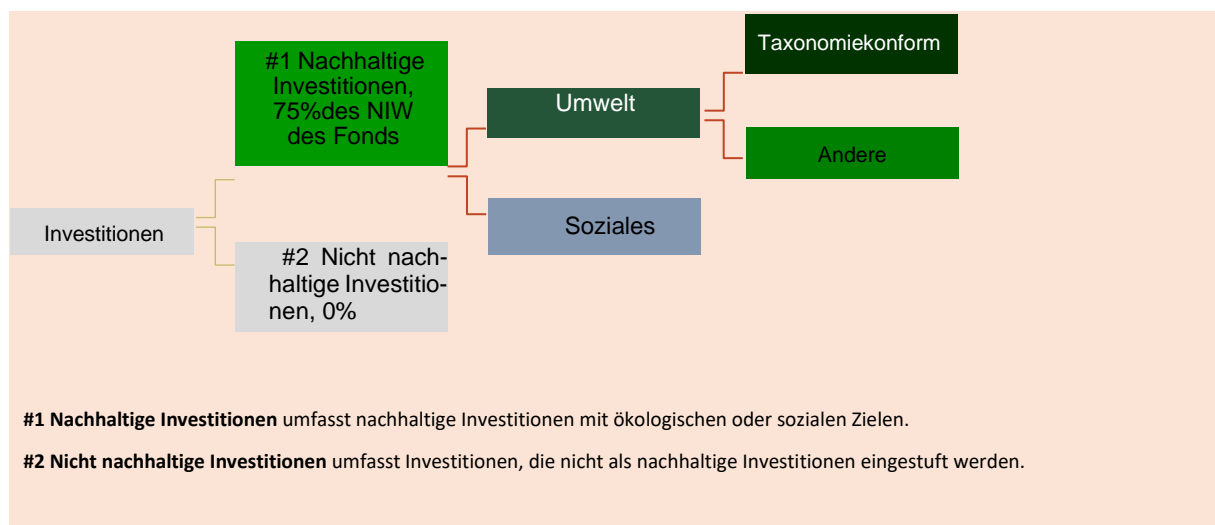 Taxonomiekonform
#1 Nachhaltige
Investitionen,
75%des NIW
des Fonds
Umwelt
Andere
Investitionen
Soziales
#2 Nicht nach-
haltige Investitio-
nen, 0%
#1 Nachhaltige Investitionen umfasst nachhaltige Investitionen mit ökologischen oder sozialen Zielen.
#2 Nicht nachhaltige Investitionen umfasst Investitionen, die nicht als nachhaltige Investitionen eingestuft werden.